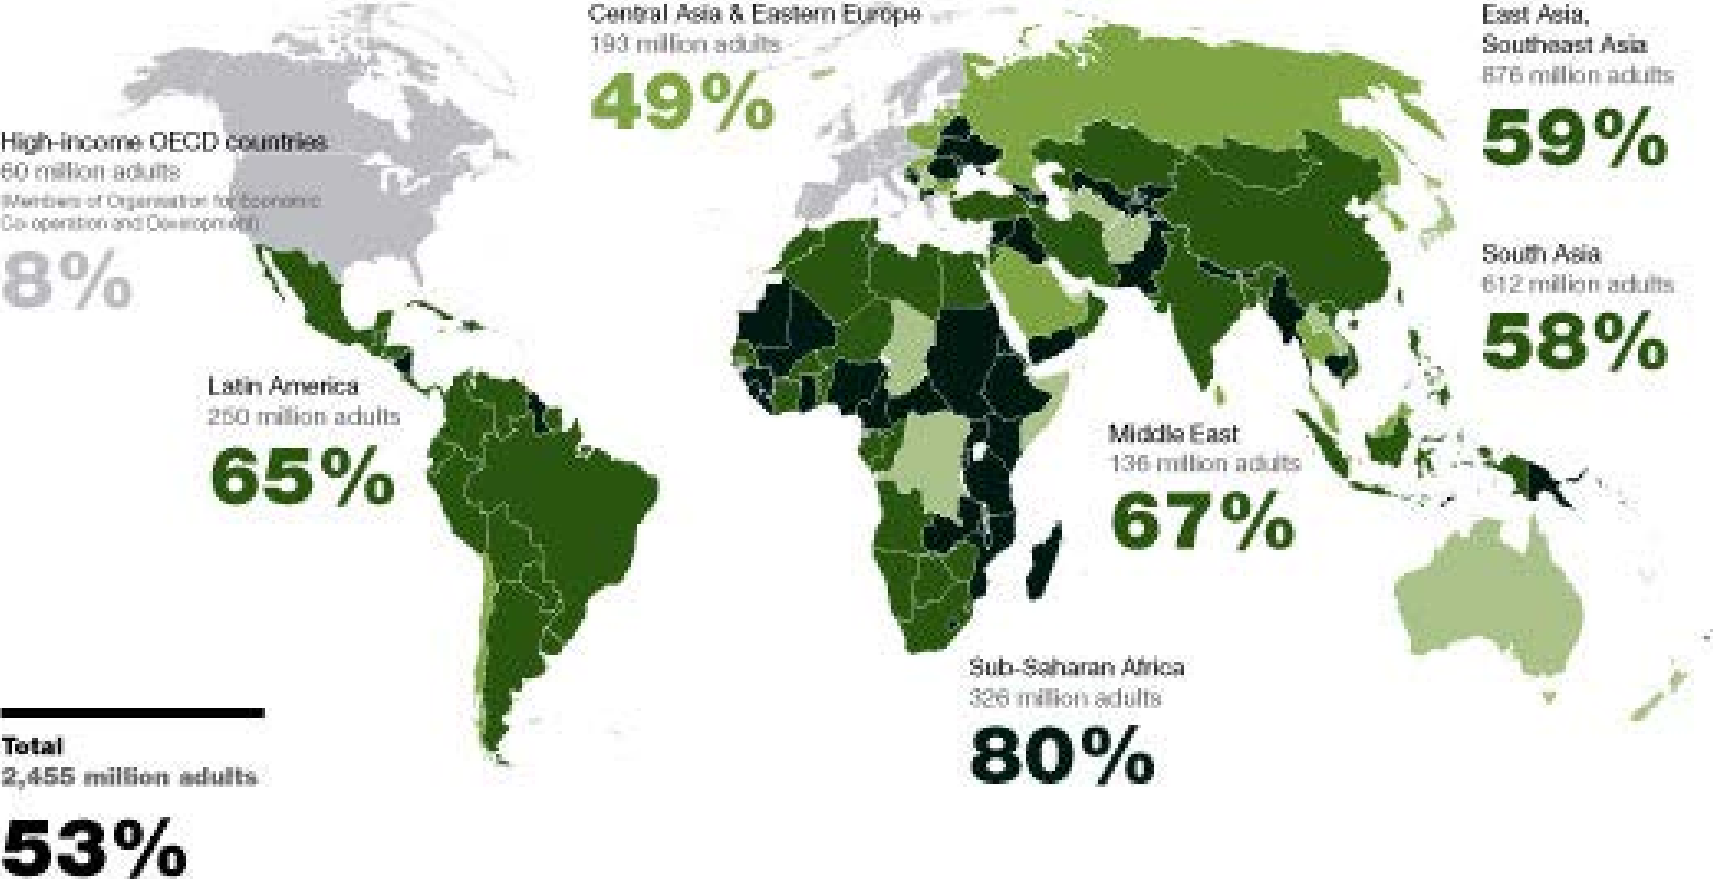 Central Asia & Eastern Europe
193 million adults
49%
East Asia,
Southeast Asia
876 million adults
59%
High-income OECD countries
60 million adults
(Members of Organisation for Economic
Co-operation and Development)
8%
South Asia
612 million adults
58%
Latin America
250 million adults
65%
Middle East
136 million adults
67%
Sub-Saharan Africa
326 million adults
80%
Total
2,455 million adults
53%